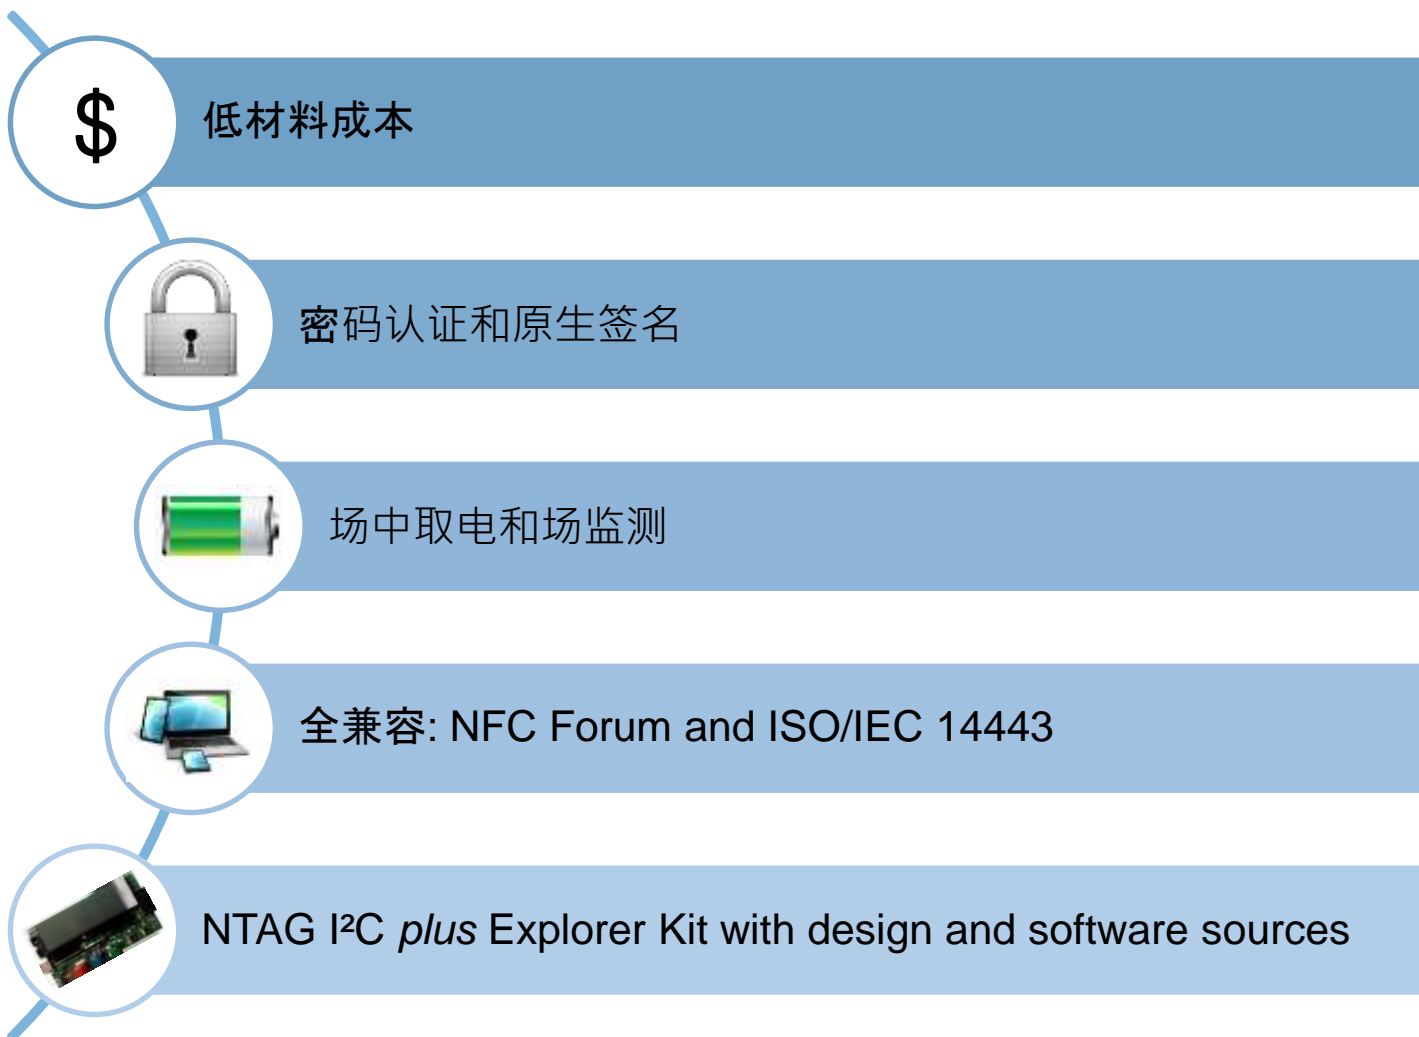 $
低材料成本
密码认证和原生签名
场中取电和场监测
全兼容: NFC Forum and ISO/IEC 14443
NTAG I²C plus Explorer Kit with design and software sources